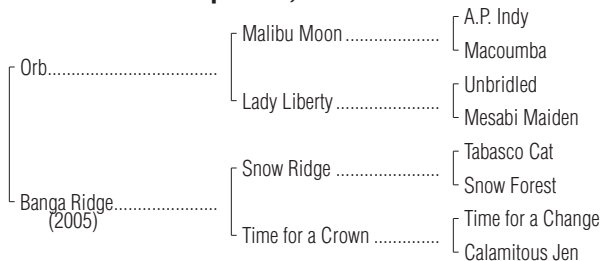 A.P. Indy
Malibu Moon
Macoumba
Orb
Unbridled
Lady Liberty
Mesabi Maiden
Tabasco Cat
Snow Ridge
Snow Forest
Banga Ridge
(2005)
Time for a Change
Time for a Crown
Calamitous Jen